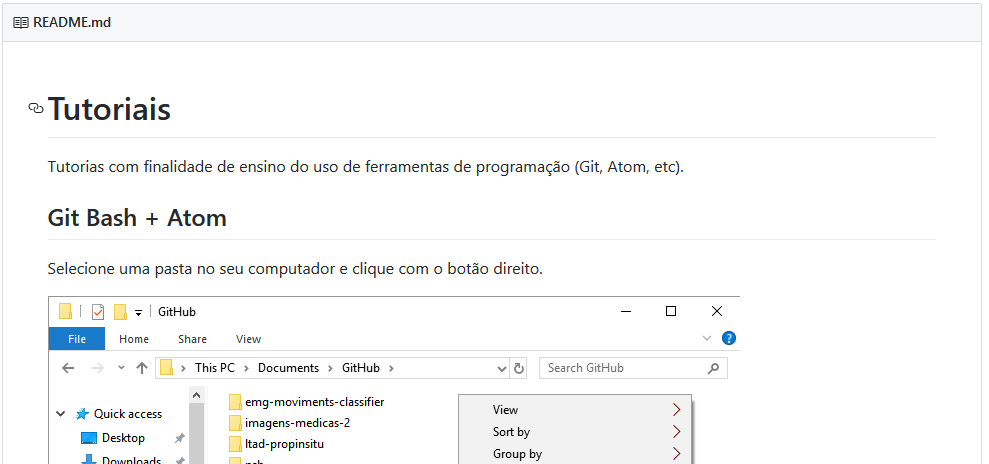 README.md
Tutoriais
Tutorias com finalidade de ensino do uso de ferramentas de programação (Git, Atom, etc).
Git Bash + Atom
Selecione uma pasta no seu computador e clique com o botão direito.
GitHub
File Home Share View
This PC Documents GitHub Search GitHub
Quick access
Desktop
Downloads
emg-moviments-classifier
imagens-medicas-2
ltad-propinsitu
View
Sort by
Group by